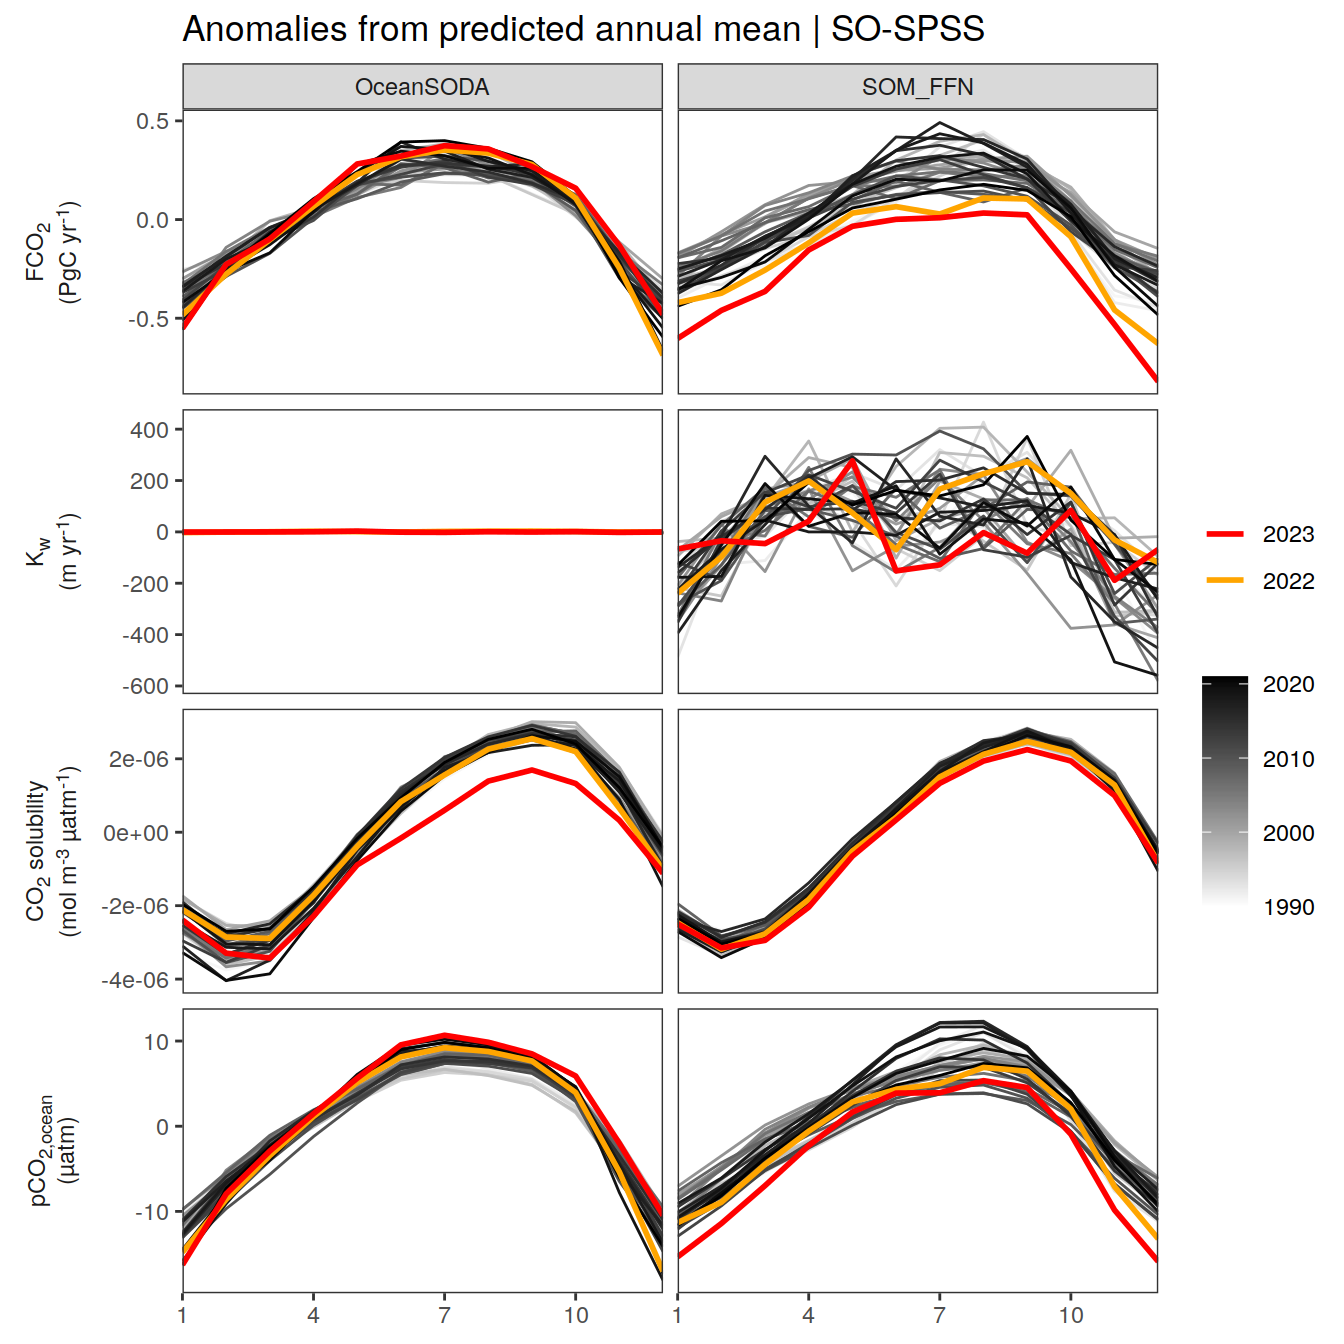 Anomalies from predicted annual mean | SO-SPSS
OceanSODA
SOM_FFN
FCO2
(PgC yr-1)
0.5
0.0
-0.5
Kw
(m yr-1)
400
200
0
-200
-400
-600
CO2 solubility
(mol m-3 µatm-1)
2e-06
0e+00
-2e-06
-4e-06
pCO2,ocean
(µatm)
10
0
-10
1 4 7 10
1 4 7 10
2023
2022
2020
2010
2000
1990